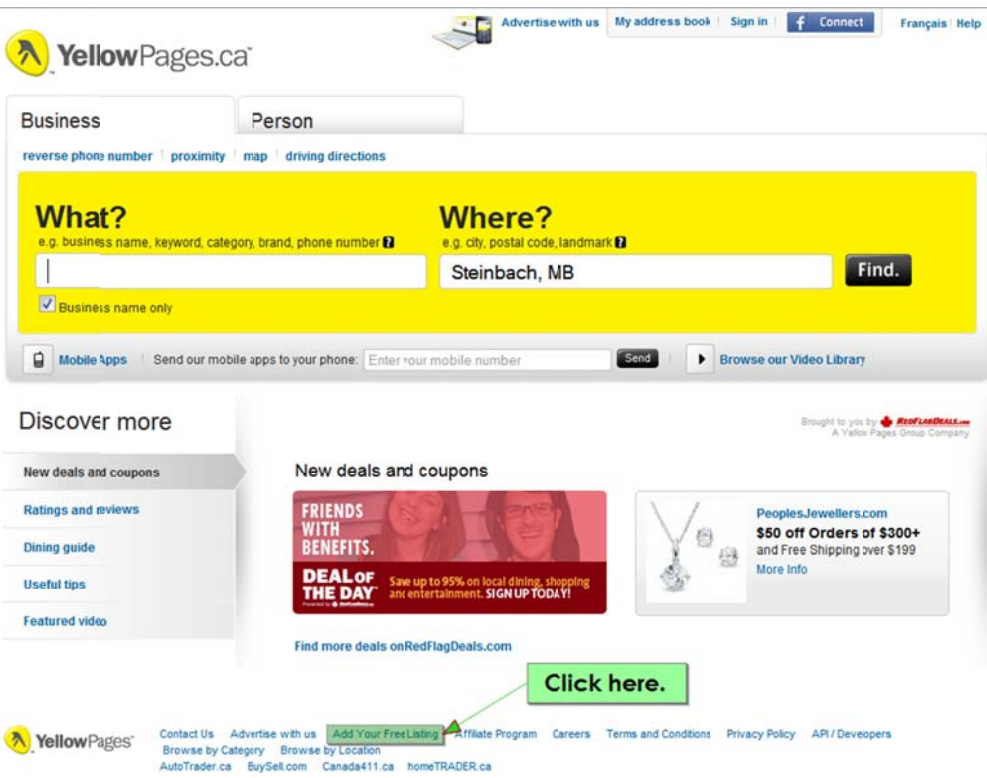 Advertise with us My address book Sign in f Connect Français Help
YellowPages.ca™
Business Person
reverse phone number proximity map driving directions
What? Where?
e.g. business name, keyword, category, brand, phone number ? e.g. city, postal code, landmark ?
Steinbach, MB Find.
Business name only
Mobile Apps Send our mobile apps to your phone: Enter your mobile number Send Browse our Video Library
Discover more
Brought to you by REDFLAGDEALS.com
A Yellow Pages Group Company
New deals and coupons
Ratings and reviews
Dining guide
Useful tips
Featured video
New deals and coupons
FRIENDS
WITH
BENEFITS.
DEAL OF
THE DAY
Save up to 95% on local dining, shopping
and entertainment. SIGN UP TODAY!
PeoplesJewellers.com
$50 off Orders of $300+
and Free Shipping over $199
More Info
Find more deals onRedFlagDeals.com
Click here.
YellowPages™
Contact Us Advertise with us Add Your FreeListing Affiliate Program Careers Terms and Conditions Privacy Policy API / Deveopers
Browse by Category Browse by Location
AutoTrader.ca BuySell.com Canada411.ca homeTRADER.ca